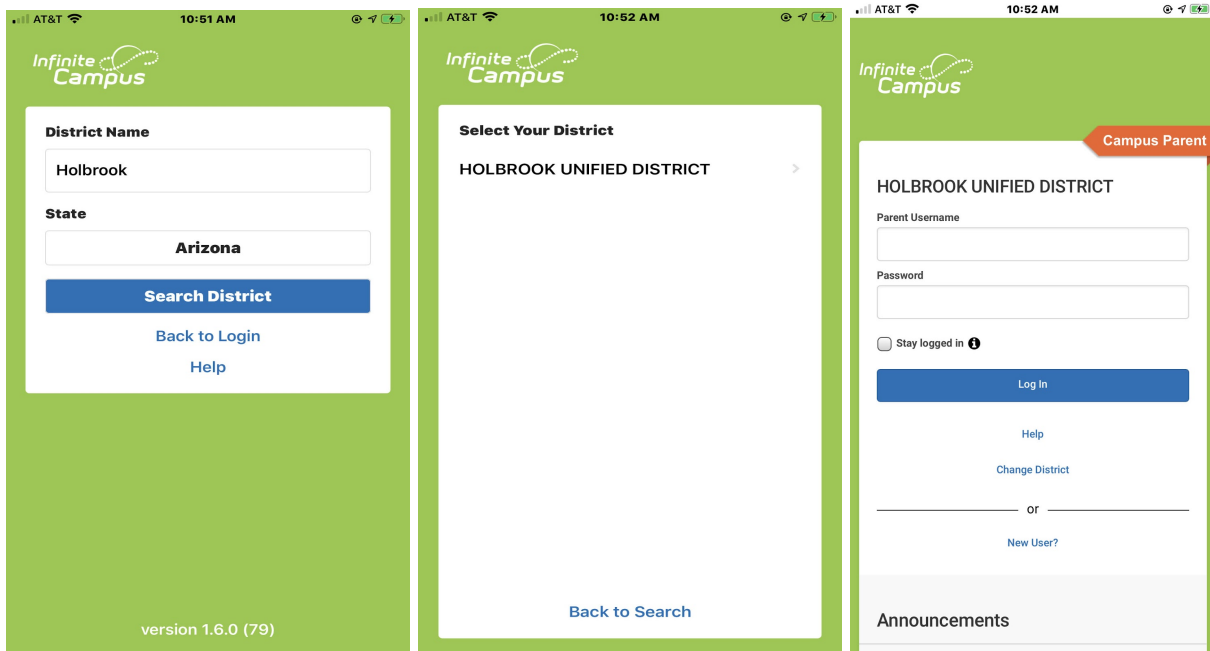 AT&T 10:51 AM
Infinite
Campus
District Name
Holbrook
State
Arizona
Search District
Back to Login
Help
version 1.6.0 (79)
AT&T 10:52 AM
Infinite
Campus
Select Your District
HOLBROOK UNIFIED DISTRICT
Back to Search
AT&T 10:52 AM
Infinite
Campus
Campus Parent
HOLBROOK UNIFIED DISTRICT
Parent Username
Password
Stay logged in
Log In
Help
Change District
or
New User?
Announcements